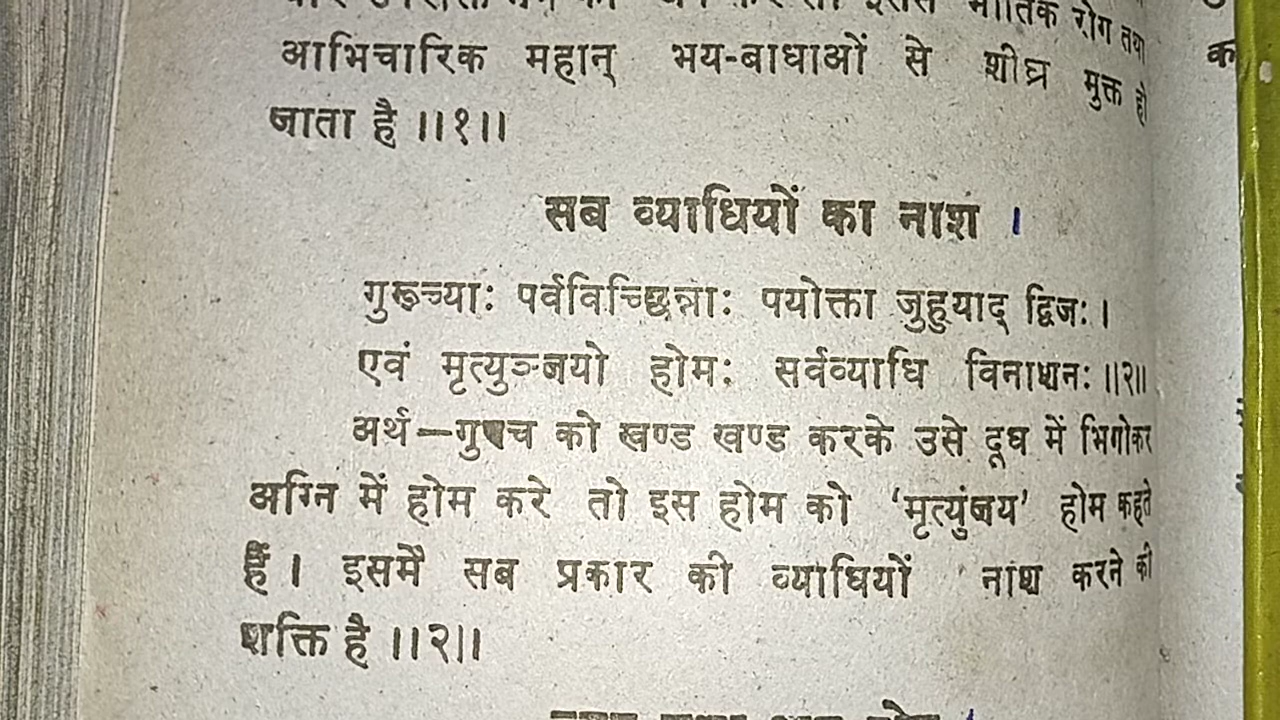 भौतिक रोग तथा
आभिचारिक महान् भय-बाधाओं से शीघ्र मुक्त हो
जाता है ।।१।।
सब व्याधियों का नाश ।
गुरूच्याः पर्वविच्छिन्नाः पयोक्ता जुहुयाद् द्विजः ।
एवं मृत्युञ्जयो होमः सर्वव्याधि विनाशनः ।।२।।
अर्थ—गुरुच को खण्ड खण्ड करके उसे दूध में भिगोकर
अग्नि में होम करे तो इस होम को ‘मृत्युंजय’ होम कहते
हैं । इसमें सब प्रकार की व्याधियों नाश करने की
शक्ति है ।।२।।